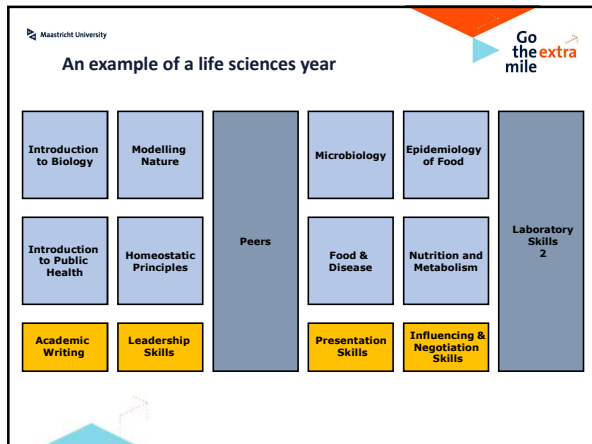 Maastricht University
Go
the extra
mile
An example of a life sciences year
Introduction
to Biology
Modelling
Nature
Peers
Microbiology
Epidemiology
of Food
Laboratory
Skills
2
Introduction
to Public
Health
Homeostatic
Principles
Food &
Disease
Nutrition and
Metabolism
Academic
Writing
Leadership
Skills
Presentation
Skills
Influencing &
Negotiation
Skills